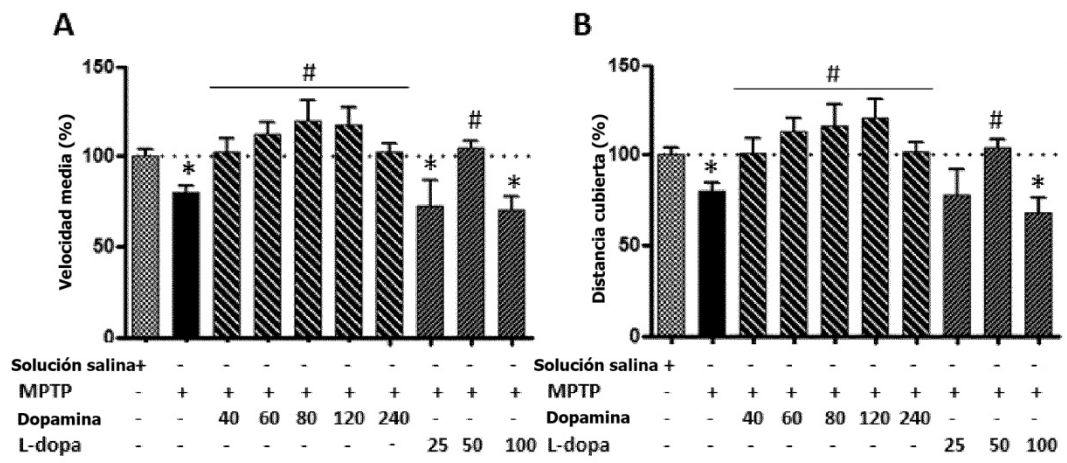 A
150
100
50
0
Velocidad media (%)
#
*
*
#
*
Solución salina + - - - - - - - - -
MPTP - + + + + + + + + +
Dopamina - - 40 60 80 120 240 - - -
L-dopa - - - - - - - 25 50 100
B
150
100
50
0
Distancia cubierta (%)
#
*
#
*
Solución salina + - - - - - - - - -
MPTP - + + + + + + + + +
Dopamina - - 40 60 80 120 240 - - -
L-dopa - - - - - - - 25 50 100